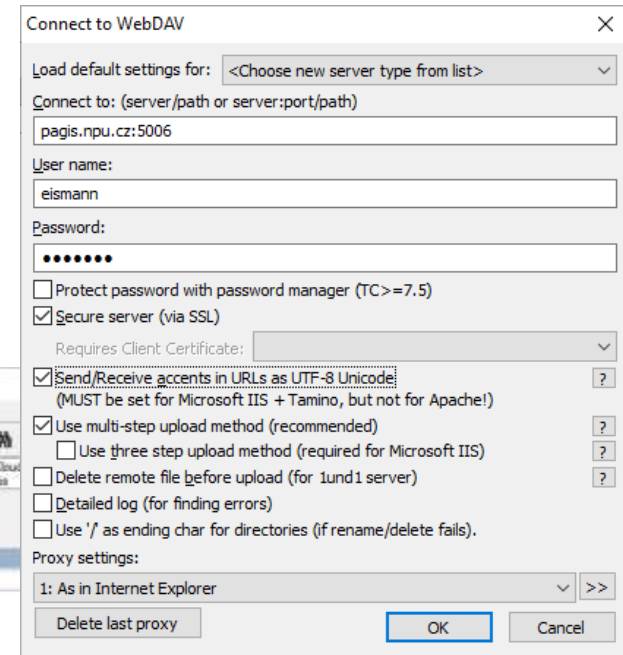 Connect to WebDAV
Load default settings for: <Choose new server type from list>
Connect to: (server/path or server:port/path)
pagis.npu.cz:5006
User name:
eismann
Password:
•••••••
Protect password with password manager (TC>=7.5)
Secure server (via SSL)
Requires Client Certificate:
Send/Receive accents in URLs as UTF-8 Unicode ?
(MUST be set for Microsoft IIS + Tamino, but not for Apache!)
Use multi-step upload method (recommended) ?
Use three step upload method (required for Microsoft IIS) ?
Delete remote file before upload (for 1und1 server) ?
Detailed log (for finding errors)
Use '/' as ending char for directories (if rename/delete fails).
Proxy settings:
1: As in Internet Explorer >>
Delete last proxy OK Cancel